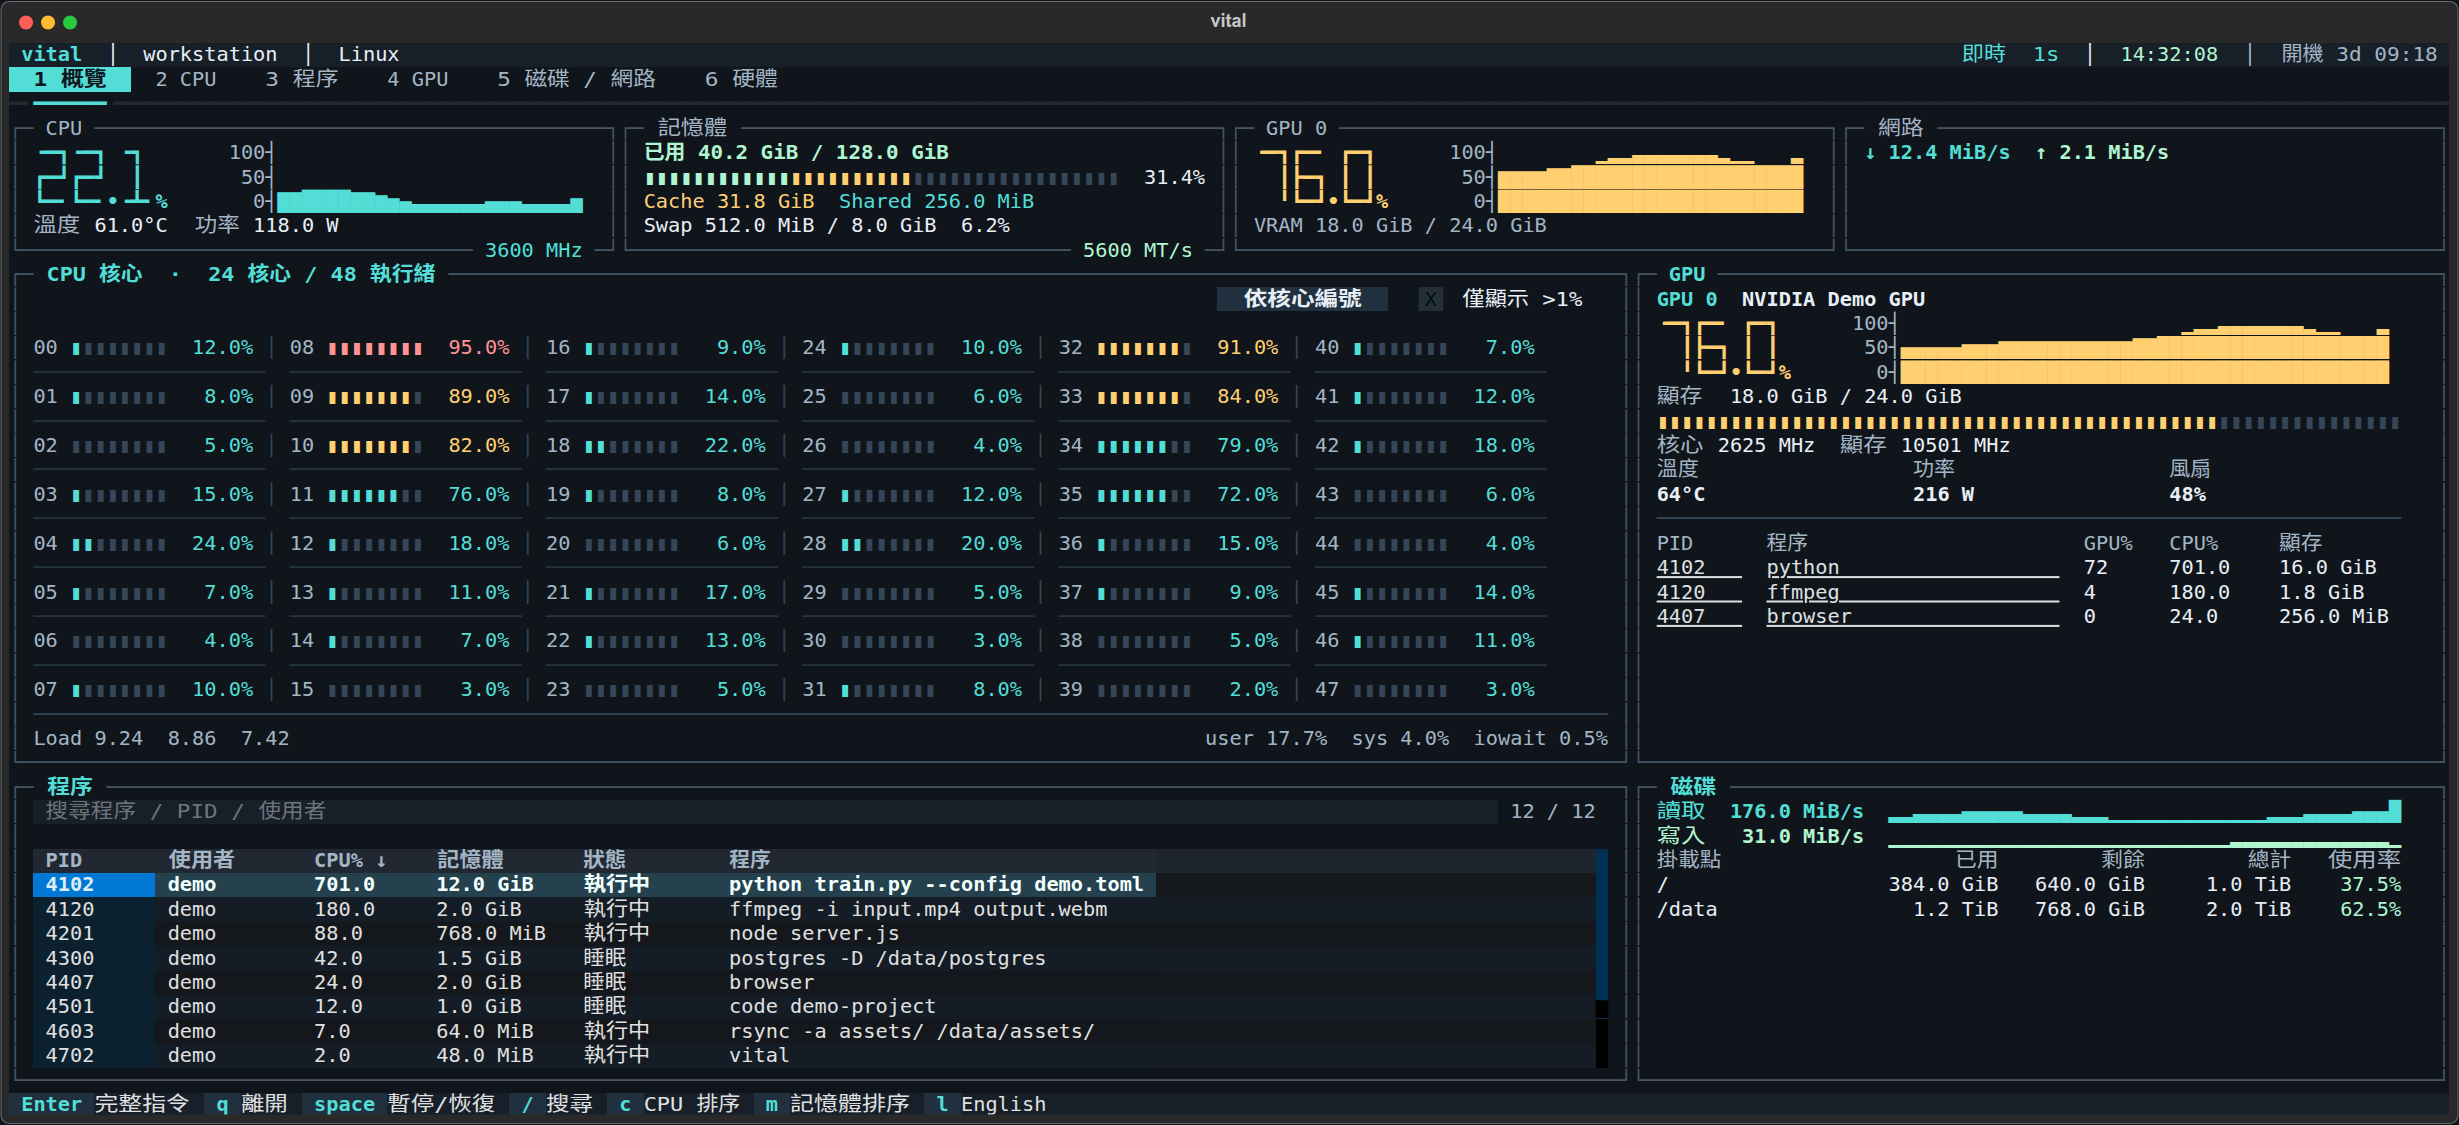 vital
vital │ workstation │ Linux 即時 1s │ 14:32:08 │ 開機 3d 09:18
1 概覽 2 CPU 3 程序 4 GPU 5 磁碟 / 網路 6 硬體
CPU 記憶體 GPU 0 網路
22.1% 100 50 0
溫度 61.0°C 功率 118.0 W
3600 MHz
已用 40.2 GiB / 128.0 GiB
31.4%
Cache 31.8 GiB Shared 256.0 MiB
Swap 512.0 MiB / 8.0 GiB 6.2%
5600 MT/s
76.0% 100 50 0
VRAM 18.0 GiB / 24.0 GiB
↓ 12.4 MiB/s ↑ 2.1 MiB/s
CPU 核心 · 24 核心 / 48 執行緒
依核心編號 X 僅顯示 >1%
00 12.0% │ 08 95.0% │ 16 9.0% │ 24 10.0% │ 32 91.0% │ 40 7.0%
01 8.0% │ 09 89.0% │ 17 14.0% │ 25 6.0% │ 33 84.0% │ 41 12.0%
02 5.0% │ 10 82.0% │ 18 22.0% │ 26 4.0% │ 34 79.0% │ 42 18.0%
03 15.0% │ 11 76.0% │ 19 8.0% │ 27 12.0% │ 35 72.0% │ 43 6.0%
04 24.0% │ 12 18.0% │ 20 6.0% │ 28 20.0% │ 36 15.0% │ 44 4.0%
05 7.0% │ 13 11.0% │ 21 17.0% │ 29 5.0% │ 37 9.0% │ 45 14.0%
06 4.0% │ 14 7.0% │ 22 13.0% │ 30 3.0% │ 38 5.0% │ 46 11.0%
07 10.0% │ 15 3.0% │ 23 5.0% │ 31 8.0% │ 39 2.0% │ 47 3.0%
Load 9.24 8.86 7.42 user 17.7% sys 4.0% iowait 0.5%
GPU
GPU 0 NVIDIA Demo GPU
76.0% 100 50 0
顯存 18.0 GiB / 24.0 GiB
核心 2625 MHz 顯存 10501 MHz
溫度 功率 風扇
64°C 216 W 48%
PID 程序 GPU% CPU% 顯存
4102 python 72 701.0 16.0 GiB
4120 ffmpeg 4 180.0 1.8 GiB
4407 browser 0 24.0 256.0 MiB
程序
搜尋程序 / PID / 使用者 12 / 12
PID 使用者 CPU% ↓ 記憶體 狀態 程序
4102 demo 701.0 12.0 GiB 執行中 python train.py --config demo.toml
4120 demo 180.0 2.0 GiB 執行中 ffmpeg -i input.mp4 output.webm
4201 demo 88.0 768.0 MiB 執行中 node server.js
4300 demo 42.0 1.5 GiB 睡眠 postgres -D /data/postgres
4407 demo 24.0 2.0 GiB 睡眠 browser
4501 demo 12.0 1.0 GiB 睡眠 code demo-project
4603 demo 7.0 64.0 MiB 執行中 rsync -a assets/ /data/assets/
4702 demo 2.0 48.0 MiB 執行中 vital
磁碟
讀取 176.0 MiB/s
寫入 31.0 MiB/s
掛載點 已用 剩餘 總計 使用率
/ 384.0 GiB 640.0 GiB 1.0 TiB 37.5%
/data 1.2 TiB 768.0 GiB 2.0 TiB 62.5%
Enter 完整指令 q 離開 space 暫停/恢復 / 搜尋 c CPU 排序 m 記憶體排序 l English